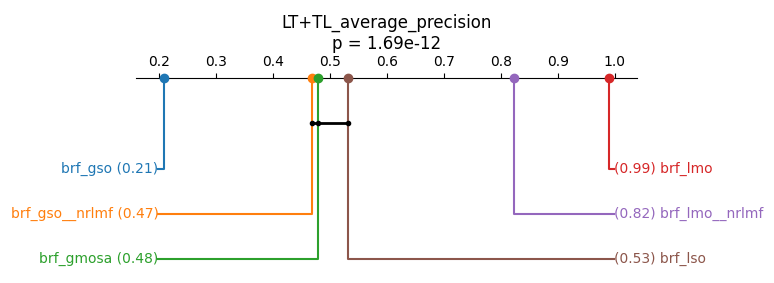 LT+TL_average_precision
p = 1.69e-12
0.2 0.3 0.4 0.5 0.6 0.7 0.8 0.9 1.0
brf_gso (0.21) (0.99) brf_lmo
brf_gso__nrlmf (0.47) (0.82) brf_lmo__nrlmf
brf_gmosa (0.48) (0.53) brf_lso